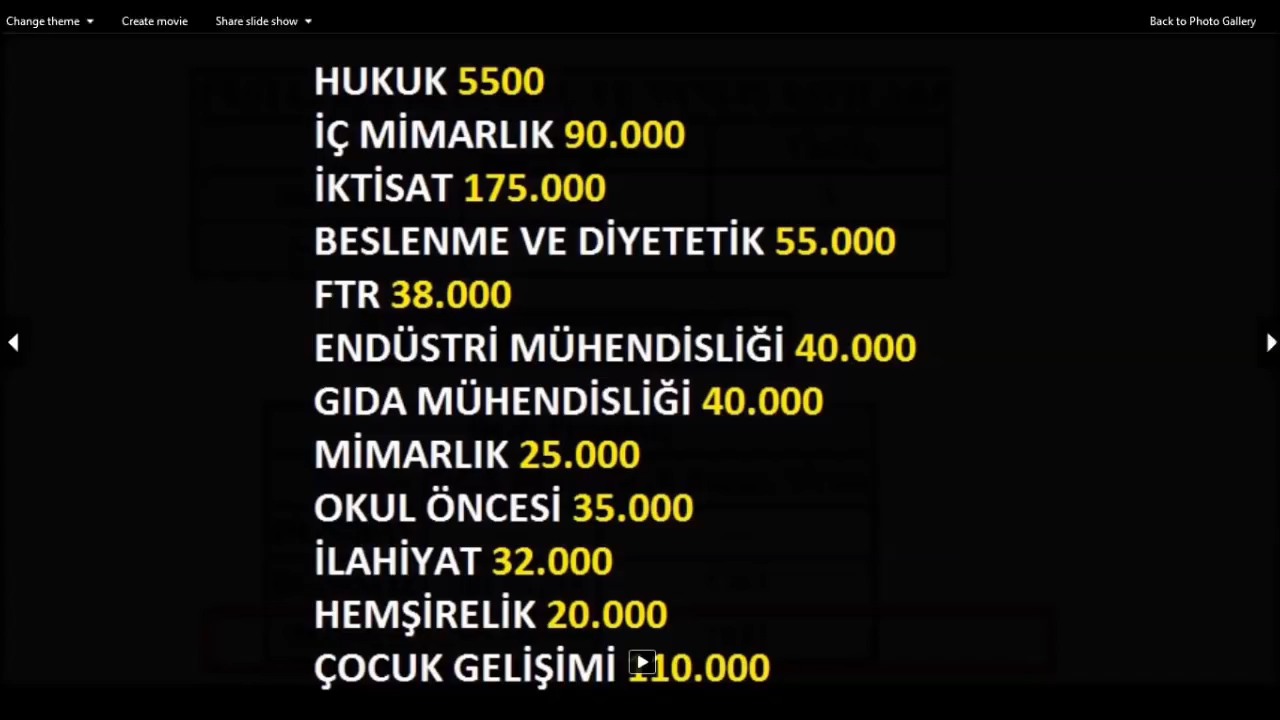 Change theme Create movie Share slide show Back to Photo Gallery
HUKUK 5500
İÇ MİMARLIK 90.000
İKTİSAT 175.000
BESLENME VE DİYETETİK 55.000
FTR 38.000
ENDÜSTRİ MÜHENDİSLİĞİ 40.000
GIDA MÜHENDİSLİĞİ 40.000
MİMARLIK 25.000
OKUL ÖNCESİ 35.000
İLAHİYAT 32.000
HEMŞİRELİK 20.000
ÇOCUK GELİŞİMİ 110.000